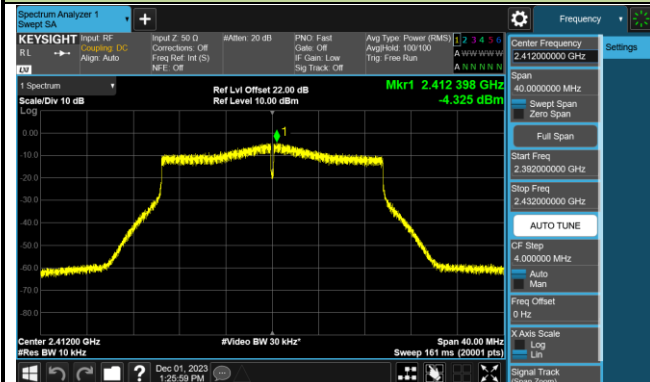 Spectrum Analyzer 1
Swept SA
Frequency
KEYSIGHT Input: RF
RL Coupling: DC
Align: Auto
Input Z: 50 Ω
Corrections: Off
Freq Ref: Int (S)
NFE: Off
#Atten: 20 dB
PNO: Fast
Gate: Off
IF Gain: Low
Sig Track: Off
Avg Type: Power (RMS)
Avg|Hold: 100/100
Trig: Free Run
1 2 3 4 5 6
A W W W W W
A N N N N N
1 Spectrum
Scale/Div 10 dB
Ref Lvl Offset 22.00 dB
Ref Level 10.00 dBm
Mkr1 2.412 398 GHz
-4.325 dBm
Log
1
0.00
-10.0
-20.0
-30.0
-40.0
-50.0
-60.0
-70.0
-80.0
Center 2.41200 GHz
#Res BW 10 kHz
#Video BW 30 kHz*
Span 40.00 MHz
Sweep 161 ms (20001 pts)
Dec 01, 2023
1:25:59 PM
Center Frequency
2.412000000 GHz
Settings
Span
40.0000000 MHz
Swept Span
Zero Span
Full Span
Start Freq
2.392000000 GHz
Stop Freq
2.432000000 GHz
AUTO TUNE
CF Step
4.000000 MHz
Auto
Man
Freq Offset
0 Hz
X Axis Scale
Log
Lin
Signal Track
(Span Zoom)